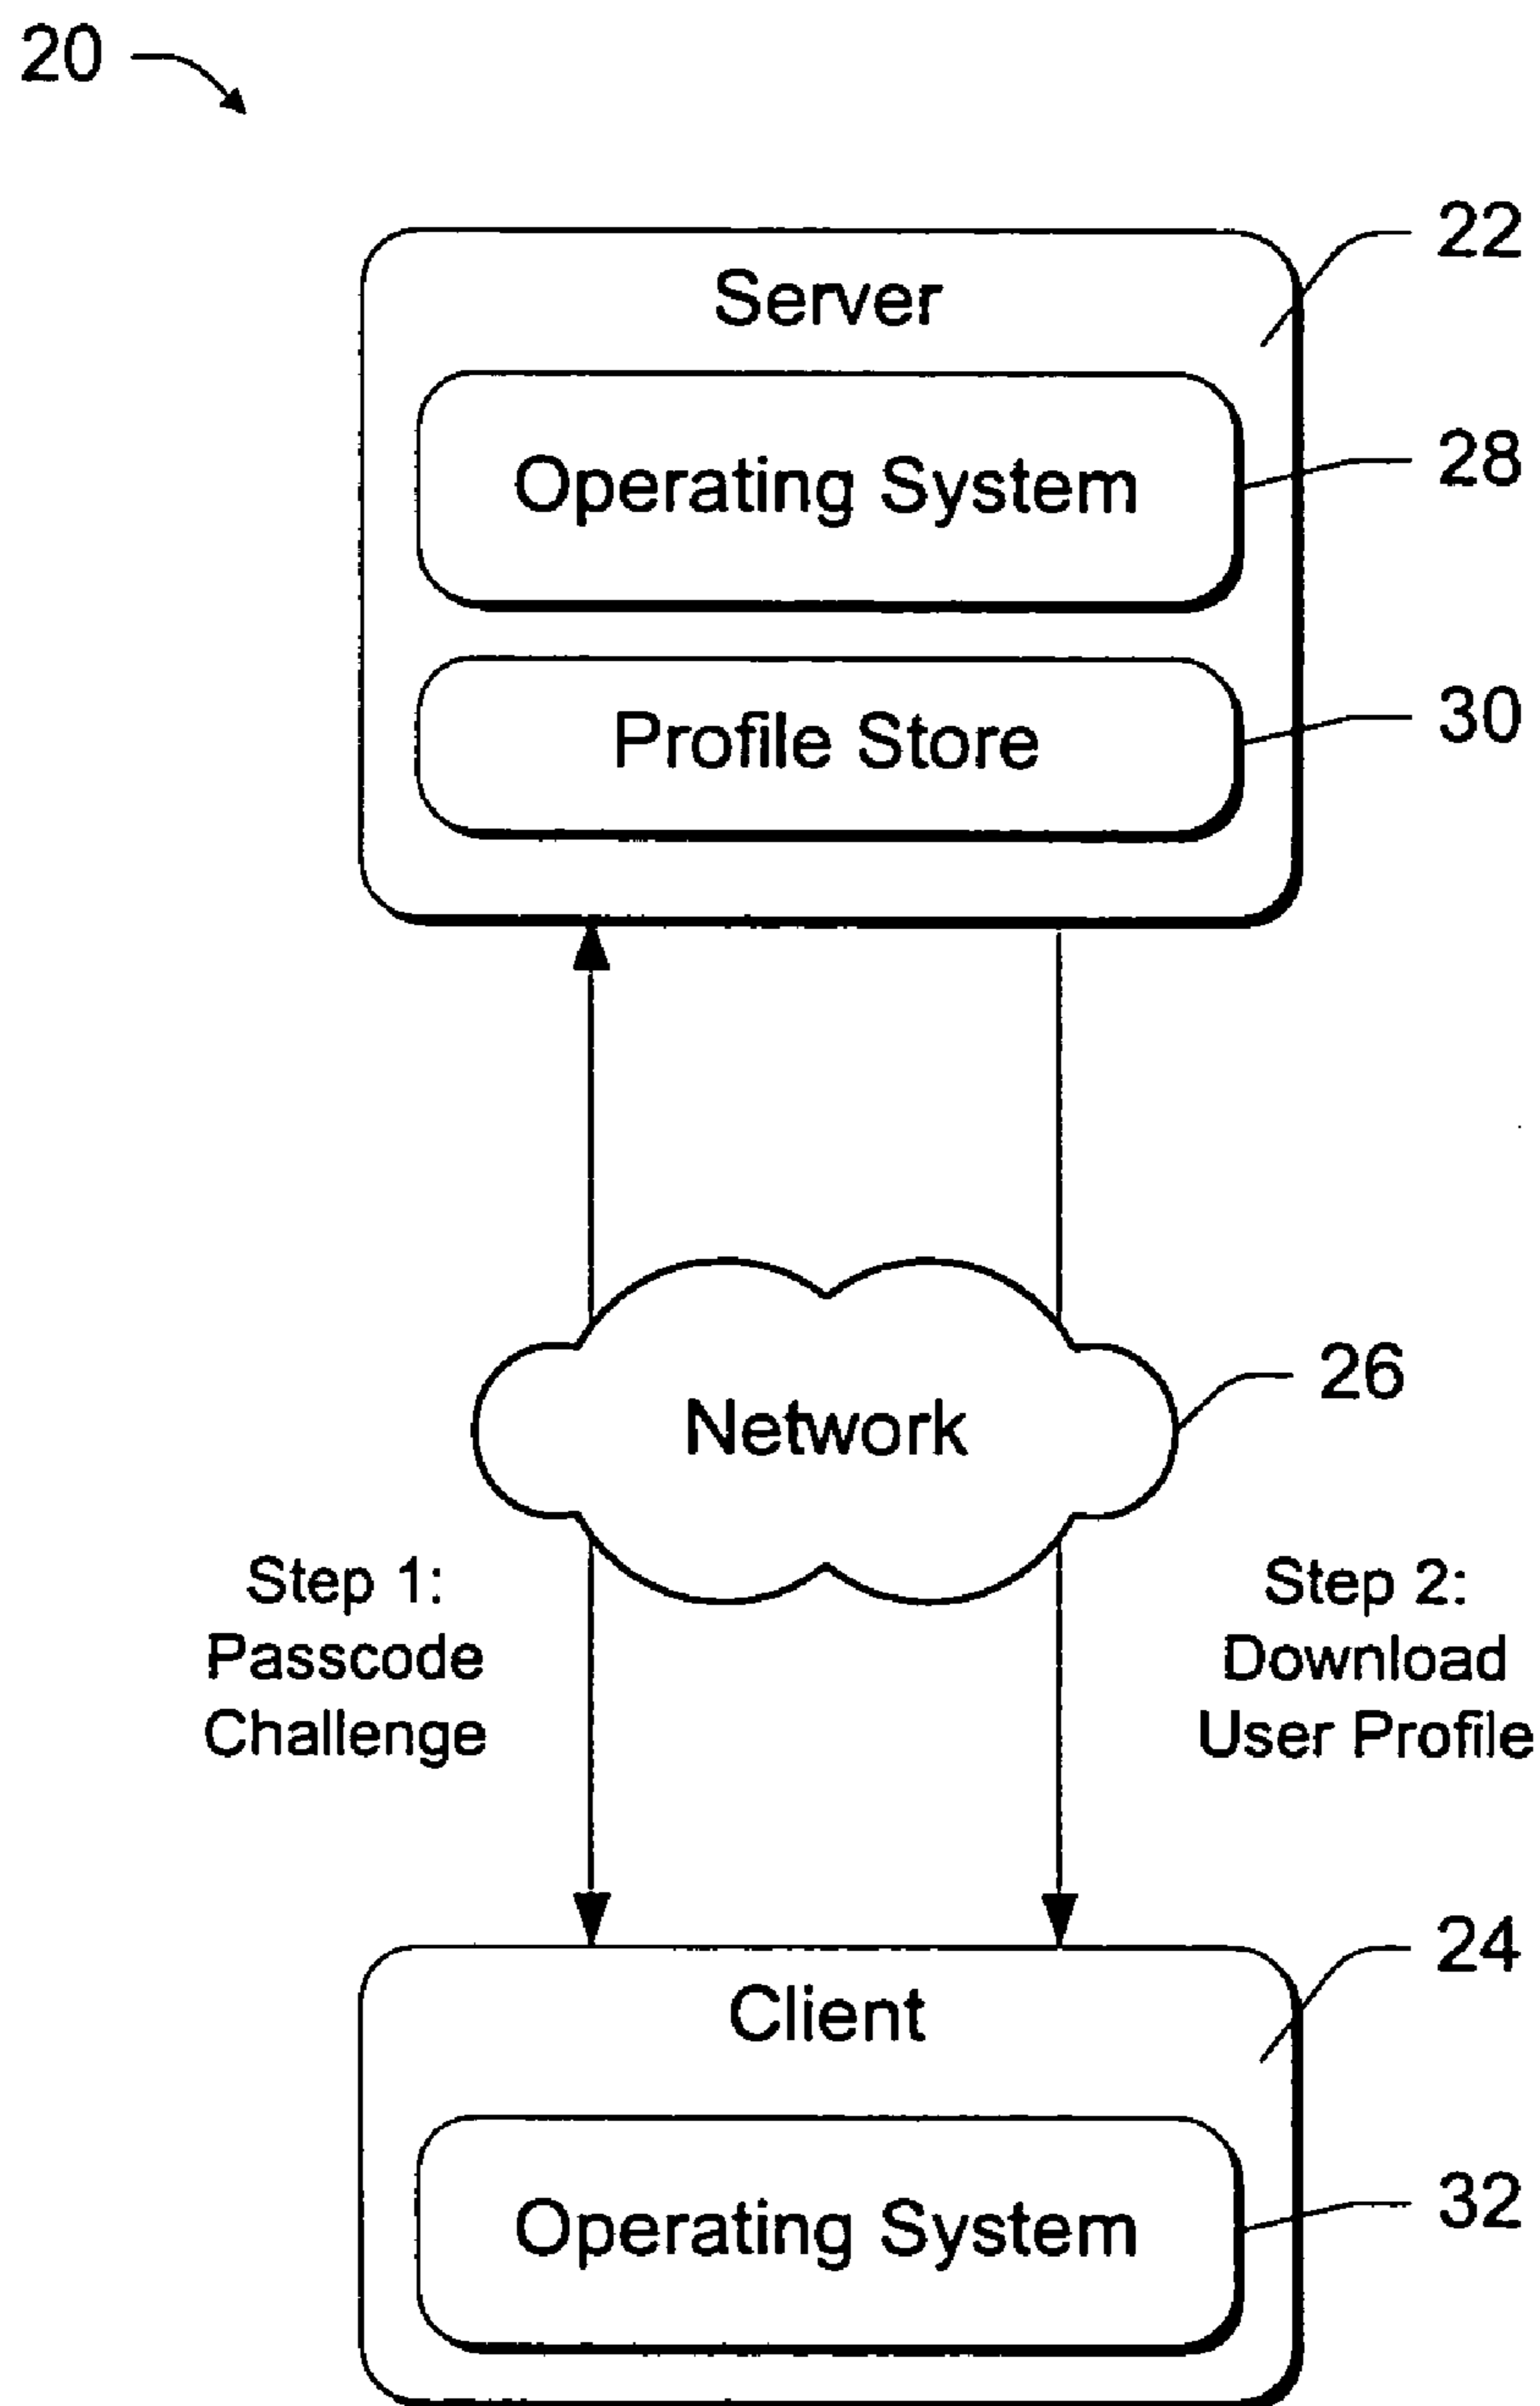 20
22
Server
28
Operating System
30
Profile Store
26
Network
Step 1:
Passcode
Challenge
Step 2:
Download
User Profile
24
Client
32
Operating System